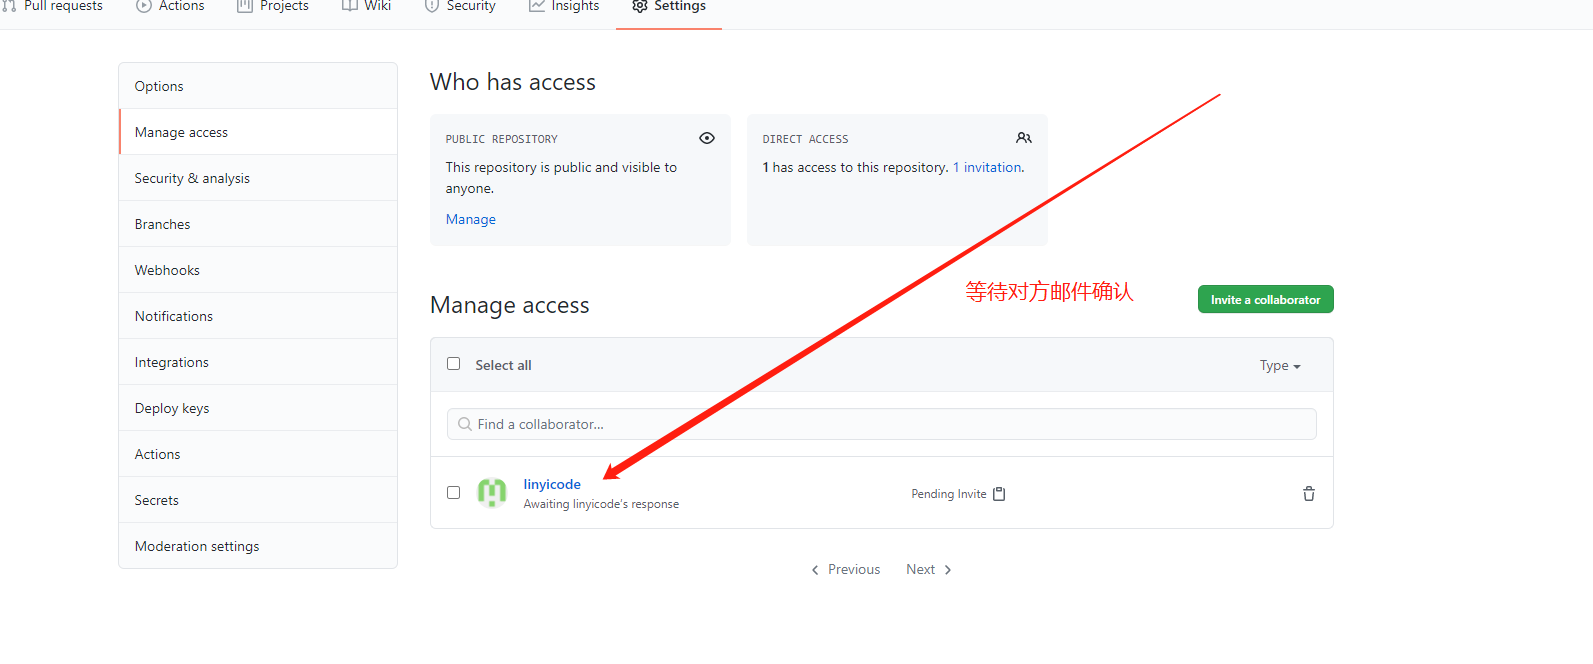 Pull requests
Actions
Projects
Wiki
Security
Insights
Settings
Options
Manage access
Security & analysis
Branches
Webhooks
Notifications
Integrations
Deploy keys
Actions
Secrets
Moderation settings
Who has access
PUBLIC REPOSITORY
This repository is public and visible to
anyone.
Manage
DIRECT ACCESS
1 has access to this repository. 1 invitation.
Manage access
等待对方邮件确认
Invite a collaborator
Select all
Type
Find a collaborator...
linyicode
Awaiting linyicode’s response
Pending Invite
Previous
Next